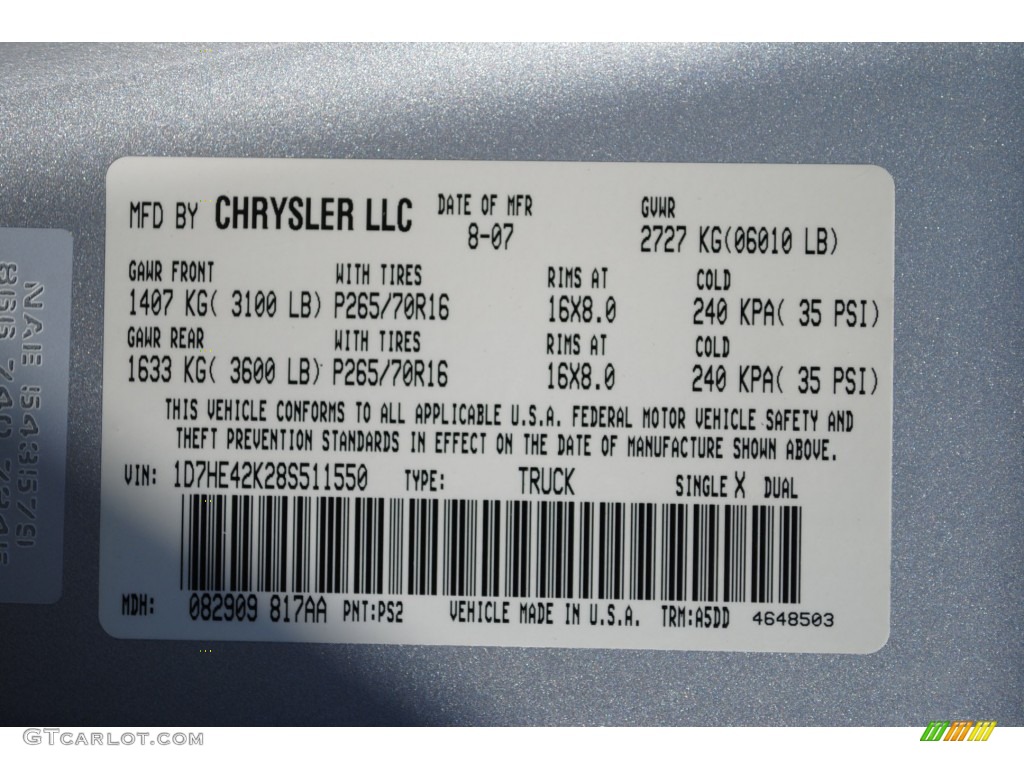 MFD BY CHRYSLER LLC DATE OF MFR GVWR
8-07 2727 KG(06010 LB)
GAWR FRONT WITH TIRES RIMS AT COLD
1407 KG( 3100 LB) P265/70R16 16X8.0 240 KPA( 35 PSI)
GAWR REAR WITH TIRES RIMS AT COLD
1633 KG( 3600 LB) P265/70R16 16X8.0 240 KPA( 35 PSI)
THIS VEHICLE CONFORMS TO ALL APPLICABLE U.S.A. FEDERAL MOTOR VEHICLE SAFETY AND
THEFT PREVENTION STANDARDS IN EFFECT ON THE DATE OF MANUFACTURE SHOWN ABOVE.
VIN: 1D7HE42K28S511550 TYPE: TRUCK SINGLE X DUAL
MDH: 082909 817AA PNT:PS2 VEHICLE MADE IN U.S.A. TRM:A5DD 4648503
GTCARLOT.COM